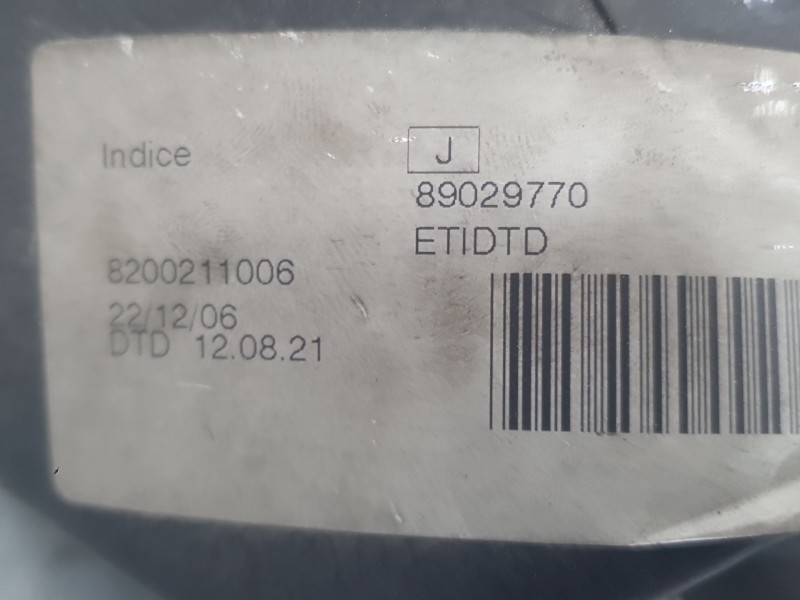 Indice J
89029770
ETIDTD
8200211006
22/12/06
DTD 12.08.21